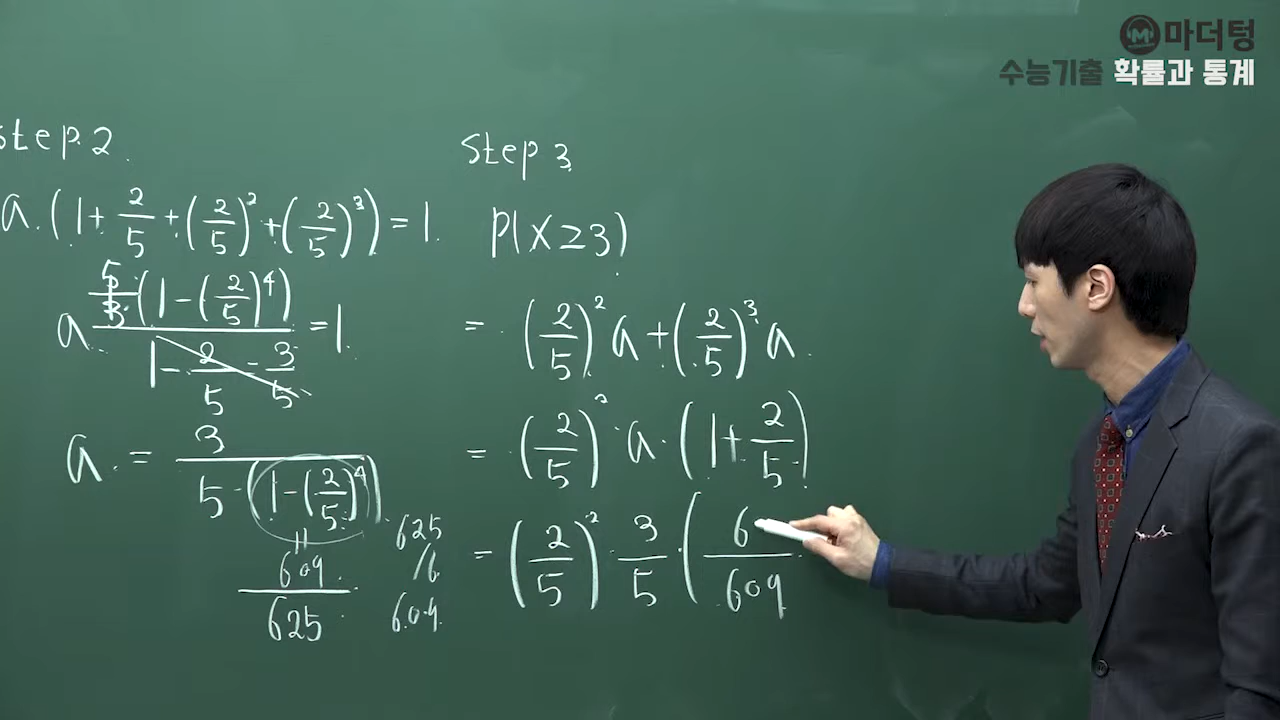 마더텅
수능기출 확률과 통계
Step 2.
a·(1+2/5+(2/5)²+(2/5)³)=1.
a 5/3(1-(2/5)⁴)/1-2/5=3/5 =1.
a.=3/5·(1-(2/5)⁴)
=
609/625
625
16
609
Step 3
P(X≥3)
=(2/5)²a+(2/5)³a.
=(2/5)²·a·(1+2/5)
=(2/5)²·3/5·(6/609